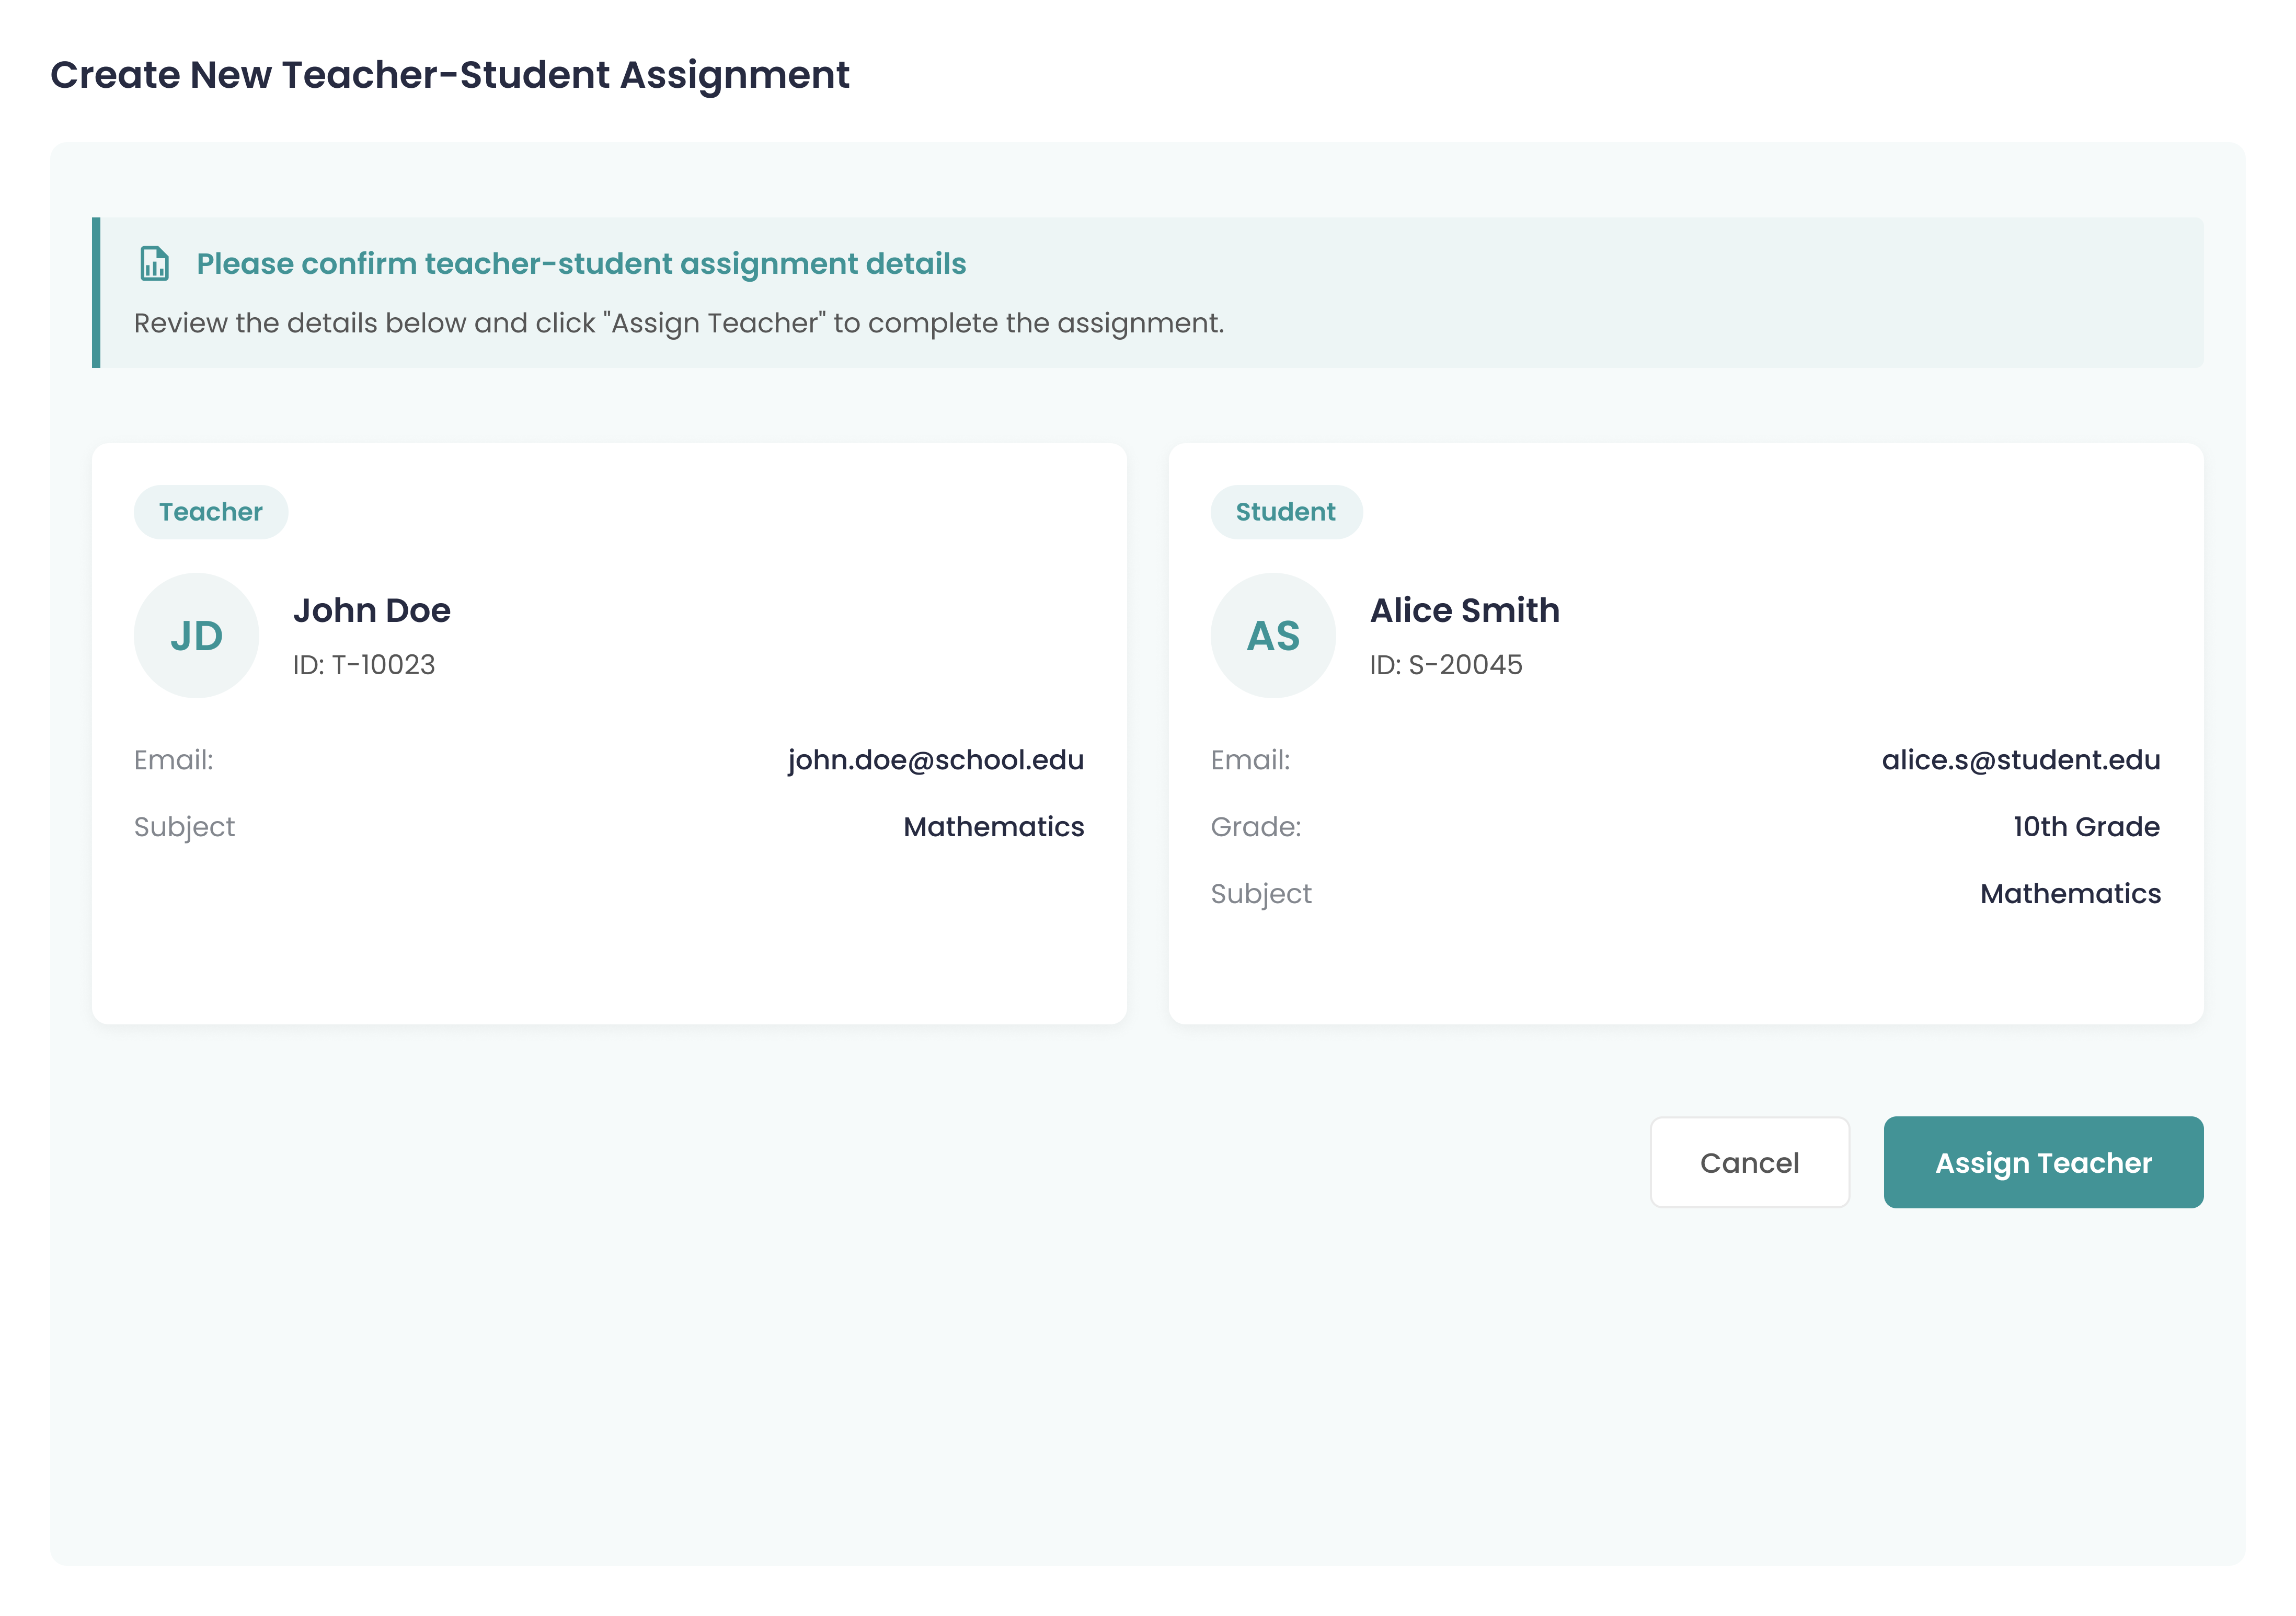 Create New Teacher-Student Assignment
Please confirm teacher-student assignment details
Review the details below and click "Assign Teacher" to complete the assignment.
Teacher
JD
John Doe
ID: T-10023
Email: john.doe@school.edu
Subject Mathematics
Student
AS
Alice Smith
ID: S-20045
Email: alice.s@student.edu
Grade: 10th Grade
Subject Mathematics
Cancel
Assign Teacher